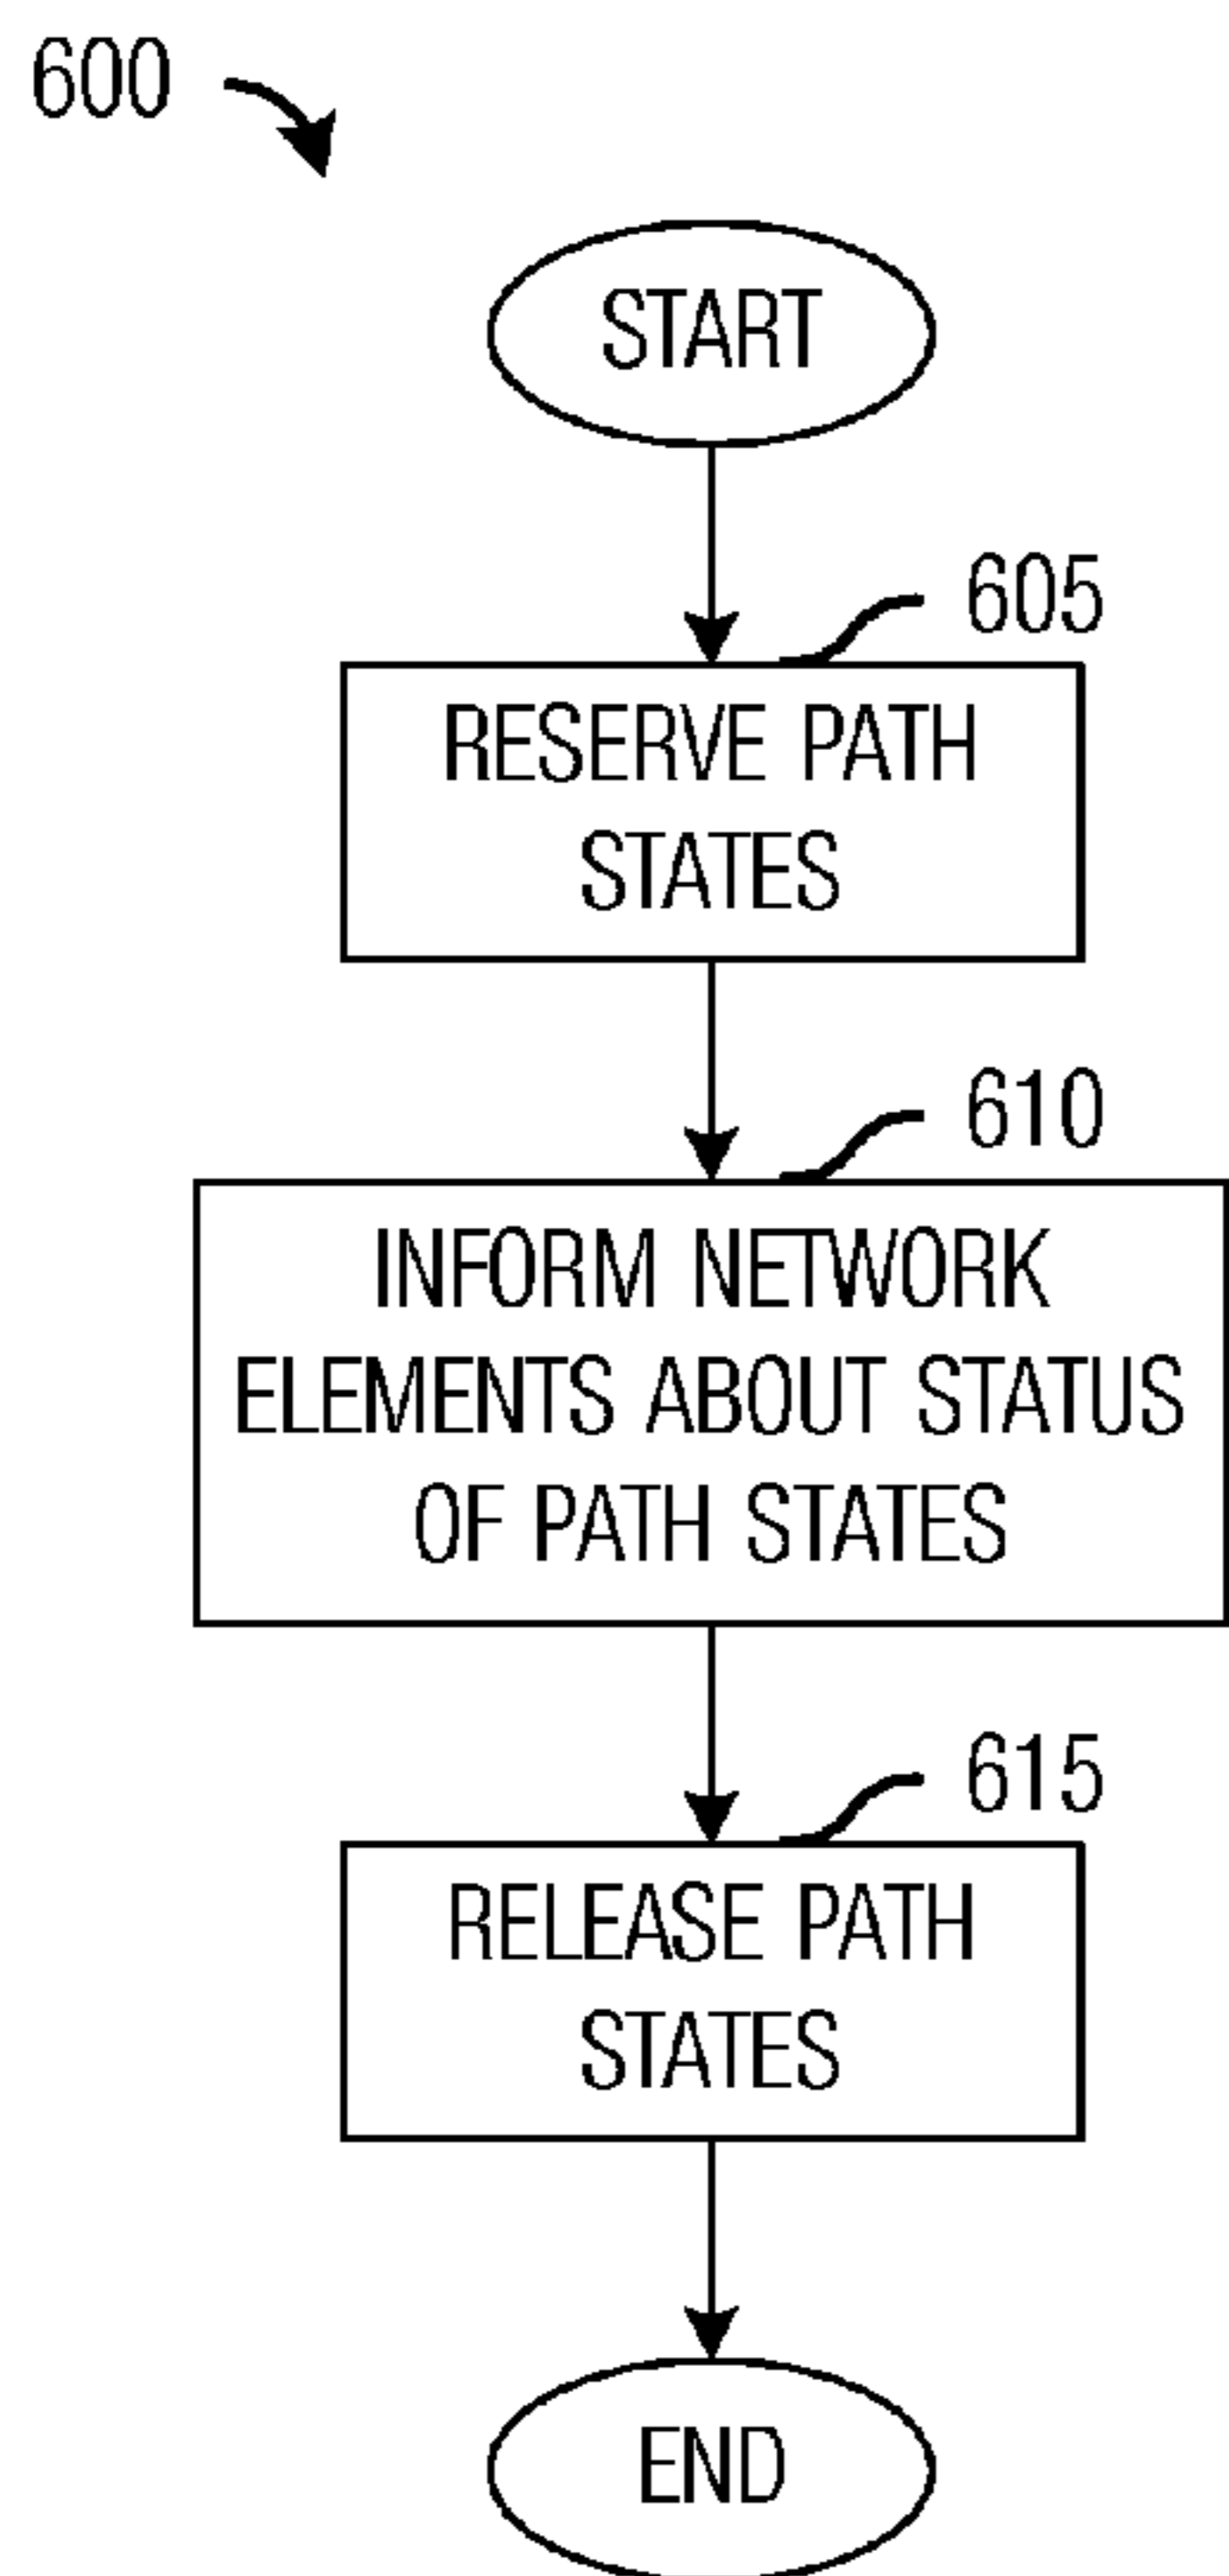 600
START
605
RESERVE PATH
STATES
610
INFORM NETWORK
ELEMENTS ABOUT STATUS
OF PATH STATES
615
RELEASE PATH
STATES
END